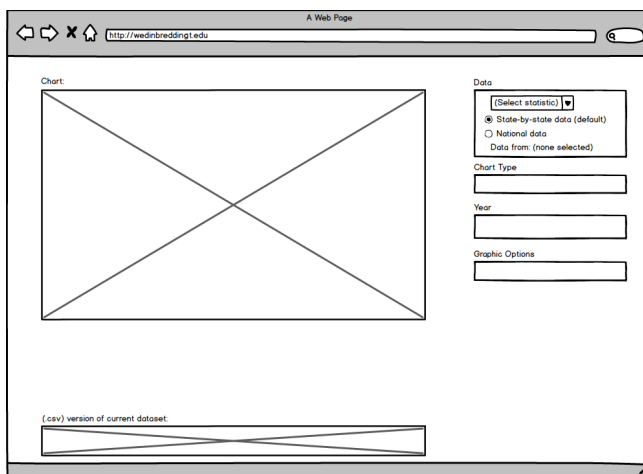 A Web Page
http://wedinbreddingt.edu
Chart:
Data
(Select statistic)
State-by-state data (default)
National data
Data from: (none selected)
Chart Type
Year
Graphic Options
(.csv) version of current dataset: